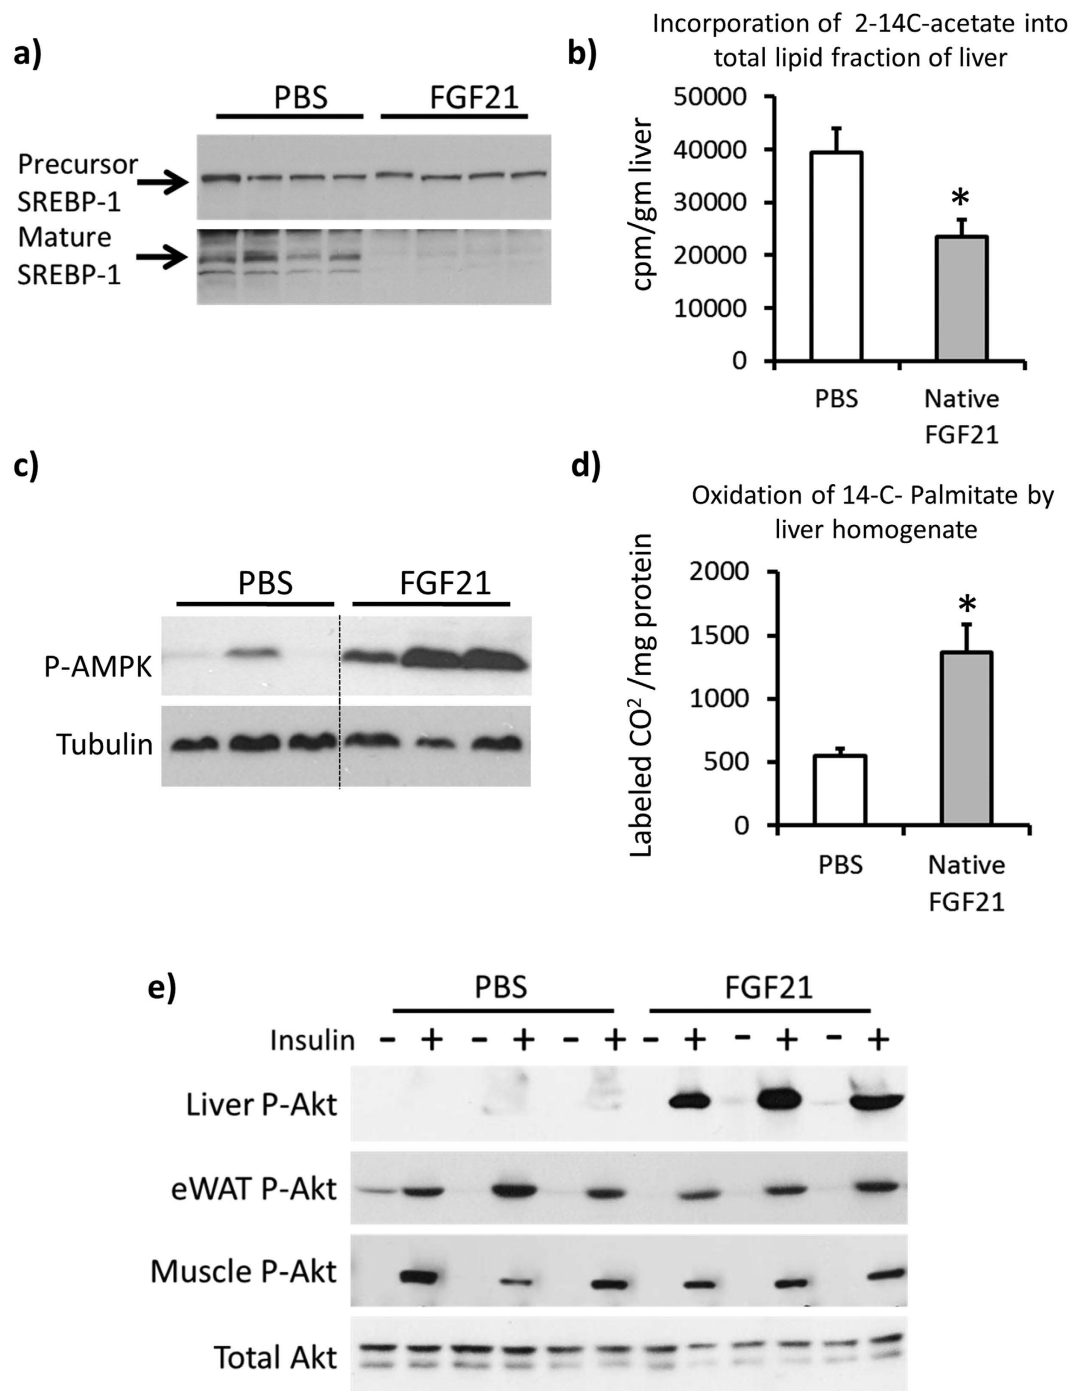 a)
PBS FGF21
Precursor
SREBP-1
Mature
SREBP-1
b)
Incorporation of 2-14C-acetate into
total lipid fraction of liver
cpm/gm liver
50000
40000
30000
20000
10000
0
*
PBS Native
FGF21
c)
PBS FGF21
P-AMPK
Tubulin
d)
Oxidation of 14-C- Palmitate by
liver homogenate
Labeled CO² /mg protein
2000
1500
1000
500
0
*
PBS Native
FGF21
e)
PBS FGF21
Insulin - + - + - + - + - + - +
Liver P-Akt
eWAT P-Akt
Muscle P-Akt
Total Akt